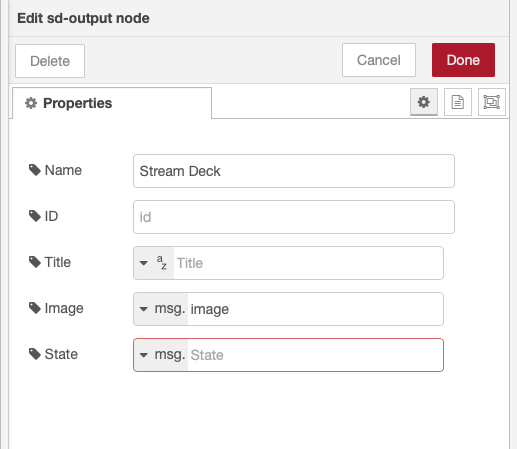 Edit sd-output node
Delete Cancel Done
Properties
Name Stream Deck
ID id
Title az Title
Image msg. image
State msg. State